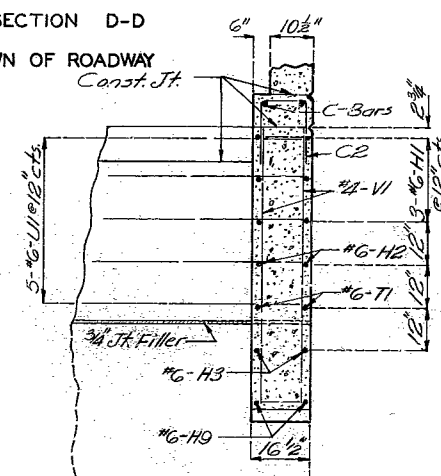 SECTION D-D
WN OF ROADWAY
6"
10½"
Const. Jt.
C-Bars
C2
#4-V1
#6-H2
#6-T1
2¾"
3-#6-H1
@12" cts.
12"
12"
12"
5-#6-U1@12"cts.
¾" Jt. Filler
#6-H3
#6-H9
16½"